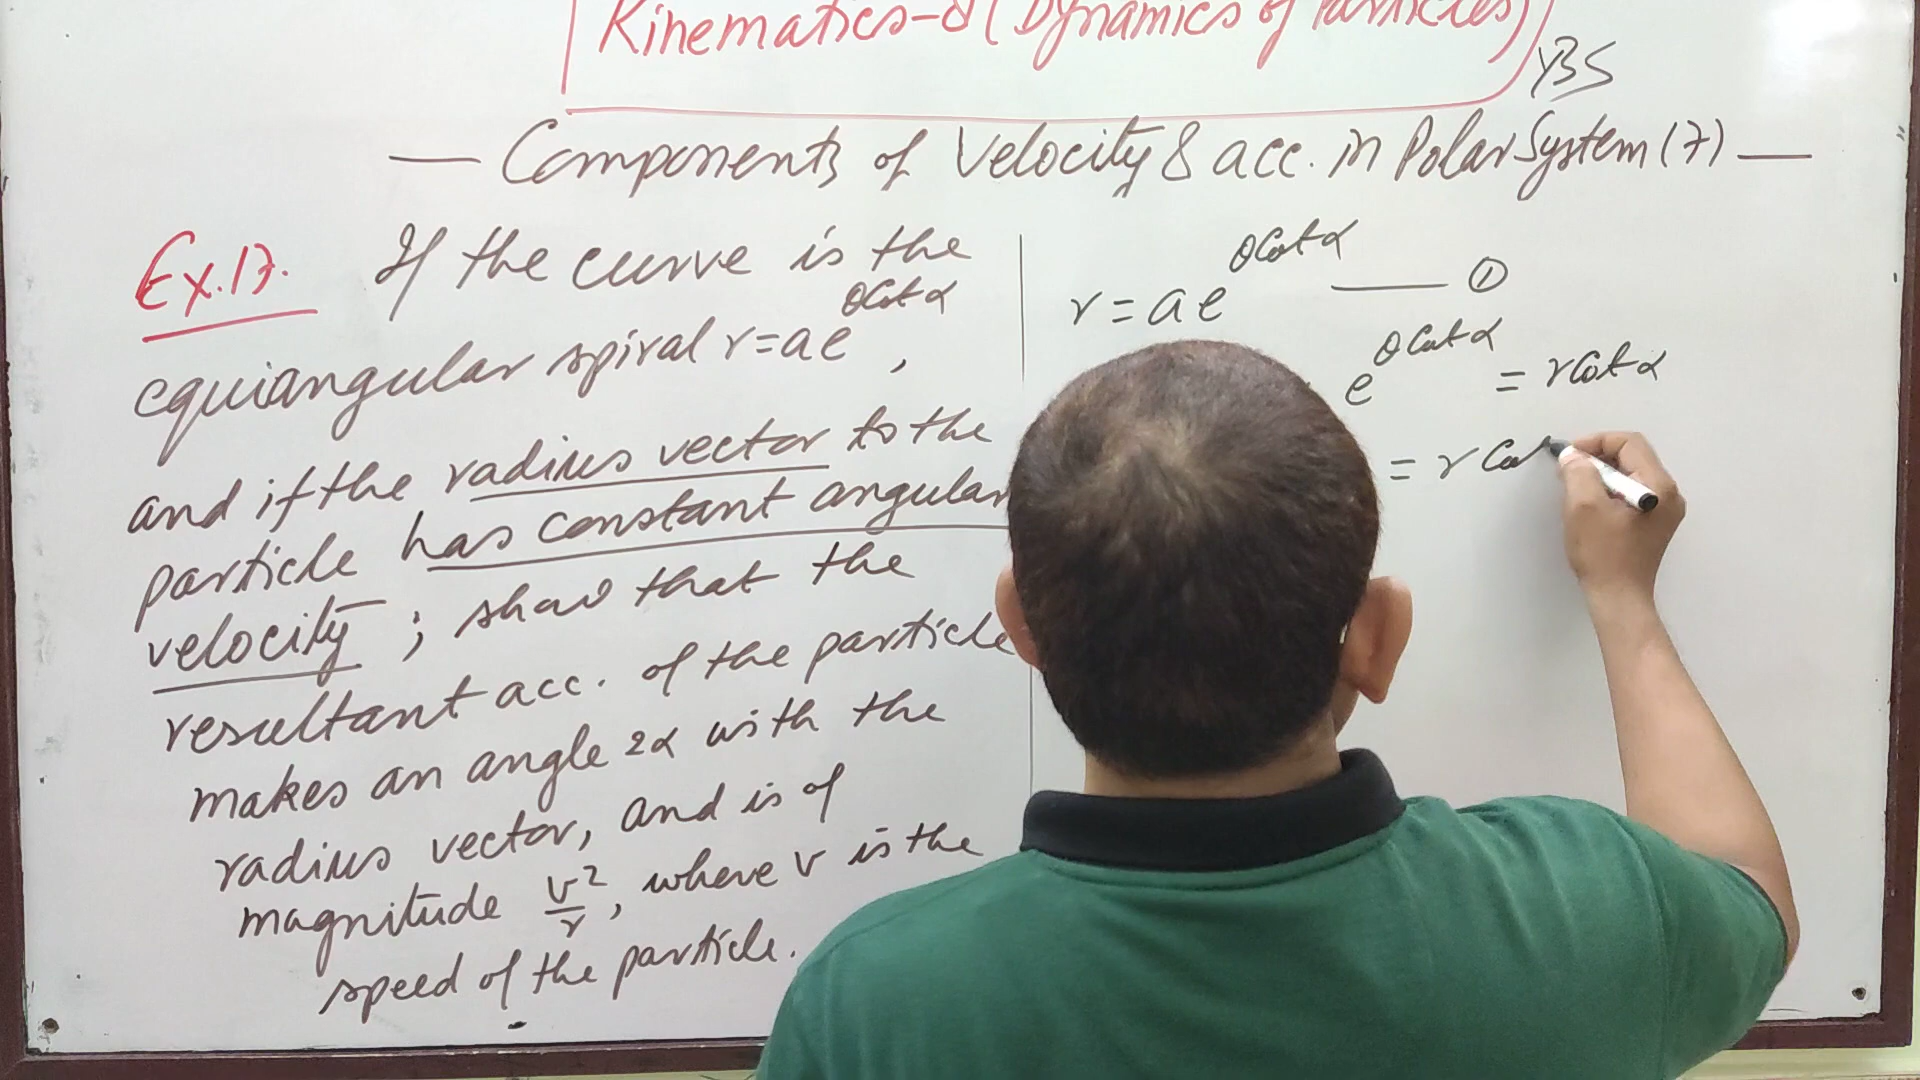 Kinematics-8 (Dynamics of Particles)
YBS
— Components of Velocity & acc. in Polar System (7) —
Ex.17. If the curve is the
equiangular spiral r = ae^θCotα ,
and if the radius vector to the
particle has constant angular
velocity ; show that the
resultant acc. of the particle
makes an angle 2α with the
radius vector, and is of
magnitude v²/r, where v is the
speed of the particle.
r = a e^θCotα — ①
e^θCotα = rCotα
= r Cot